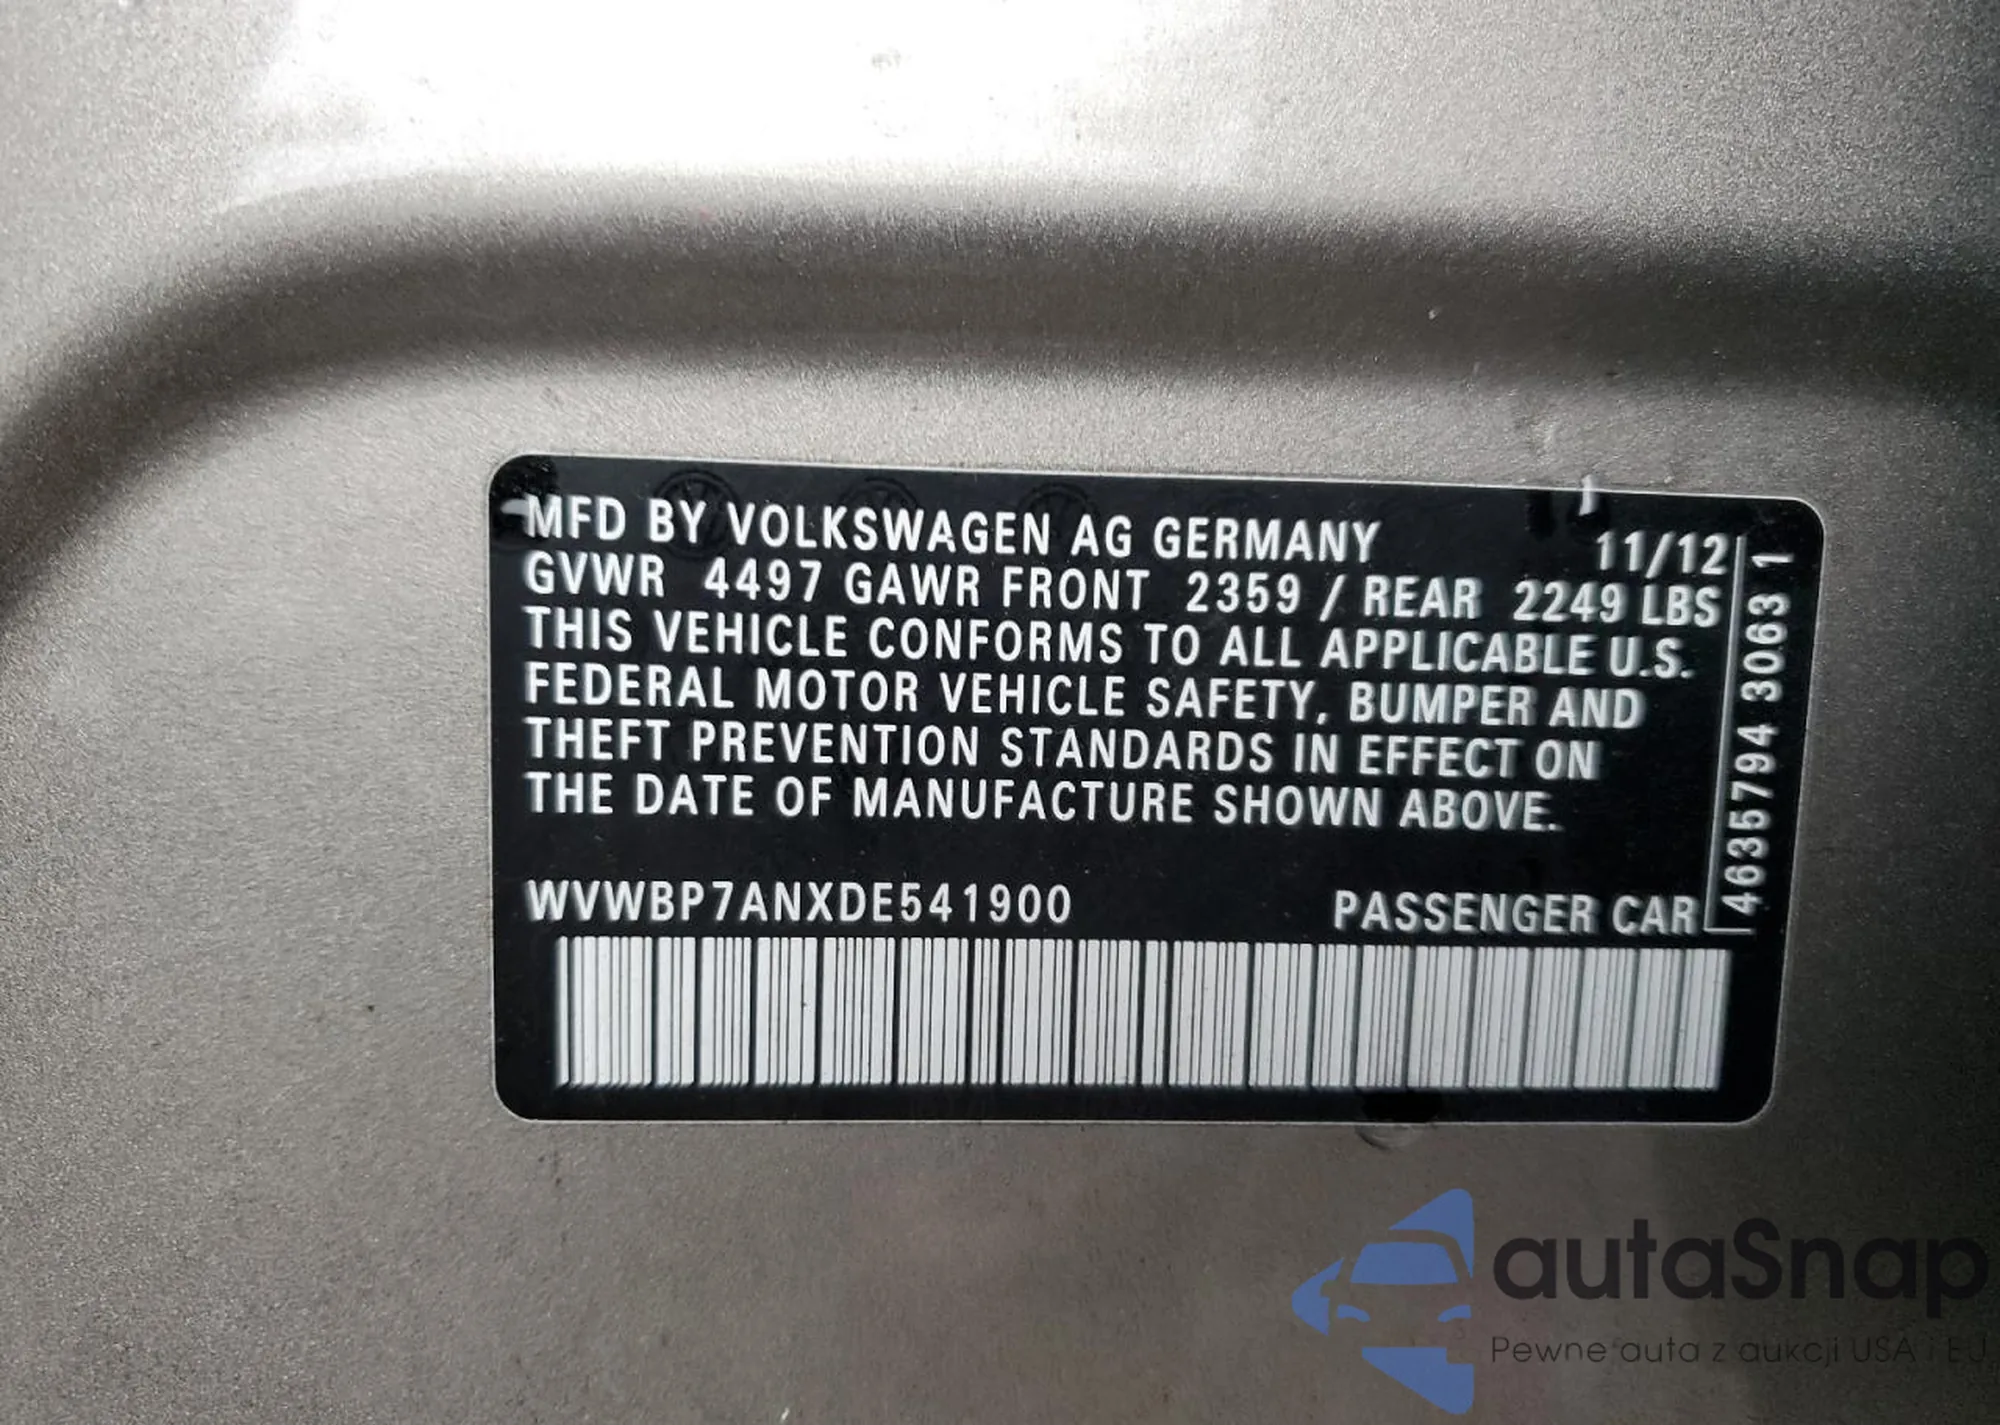 MFD BY VOLKSWAGEN AG GERMANY 11/12
GVWR 4497 GAWR FRONT 2359 / REAR 2249 LBS
THIS VEHICLE CONFORMS TO ALL APPLICABLE U.S.
FEDERAL MOTOR VEHICLE SAFETY, BUMPER AND
THEFT PREVENTION STANDARDS IN EFFECT ON
THE DATE OF MANUFACTURE SHOWN ABOVE.
WVWBP7ANXDE541900 PASSENGER CAR
4635794 3063 1
autaSnap
Pewne auta z aukcji USA i EU